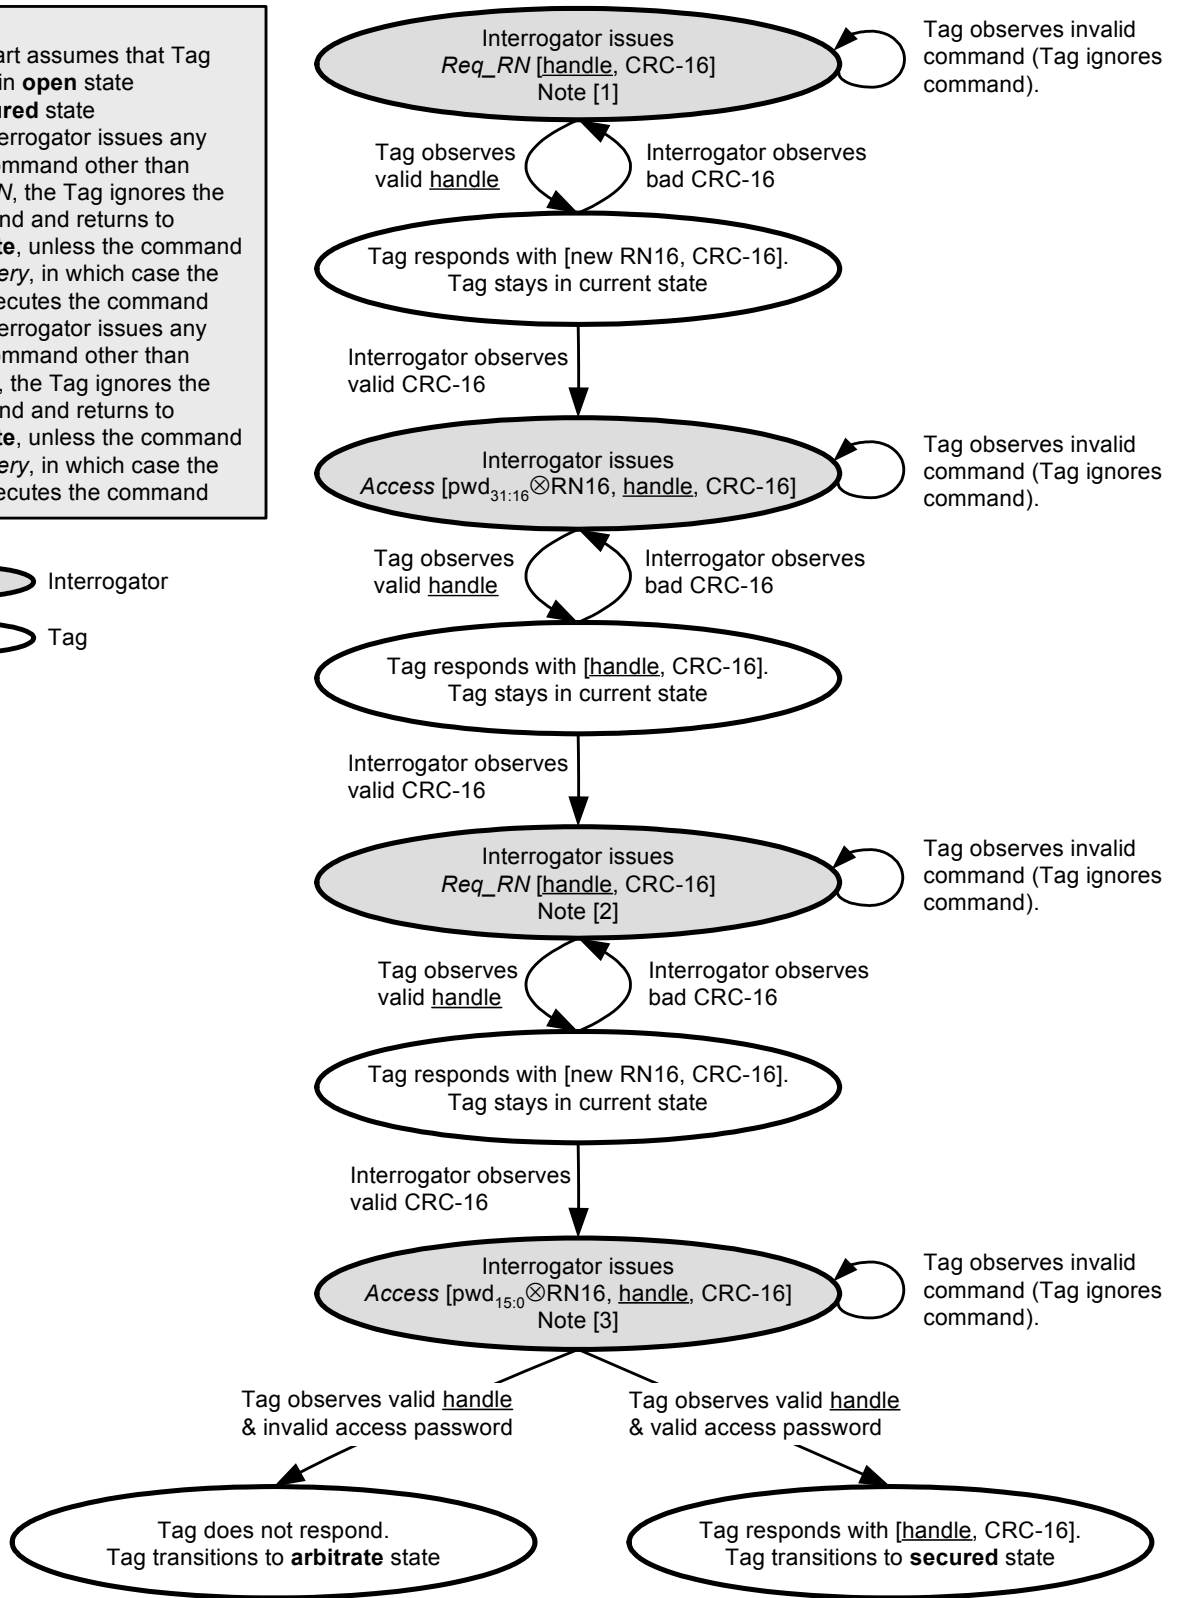 art assumes that Tag
in open state
ured state
errogator issues any
mmand other than
N, the Tag ignores the
nd and returns to
te, unless the command
ery, in which case the
ecutes the command
errogator issues any
mmand other than
, the Tag ignores the
nd and returns to
te, unless the command
ery, in which case the
ecutes the command
Interrogator
Tag
Interrogator issues
Req_RN [handle, CRC-16]
Note [1]
Tag observes invalid
command (Tag ignores
command).
Tag observes
valid handle
Interrogator observes
bad CRC-16
Tag responds with [new RN16, CRC-16].
Tag stays in current state
Interrogator observes
valid CRC-16
Interrogator issues
Access [pwd31:16⊗RN16, handle, CRC-16]
Tag observes invalid
command (Tag ignores
command).
Tag observes
valid handle
Interrogator observes
bad CRC-16
Tag responds with [handle, CRC-16].
Tag stays in current state
Interrogator observes
valid CRC-16
Interrogator issues
Req_RN [handle, CRC-16]
Note [2]
Tag observes invalid
command (Tag ignores
command).
Tag observes
valid handle
Interrogator observes
bad CRC-16
Tag responds with [new RN16, CRC-16].
Tag stays in current state
Interrogator observes
valid CRC-16
Interrogator issues
Access [pwd15:0⊗RN16, handle, CRC-16]
Note [3]
Tag observes invalid
command (Tag ignores
command).
Tag observes valid handle
& invalid access password
Tag observes valid handle
& valid access password
Tag does not respond.
Tag transitions to arbitrate state
Tag responds with [handle, CRC-16].
Tag transitions to secured state